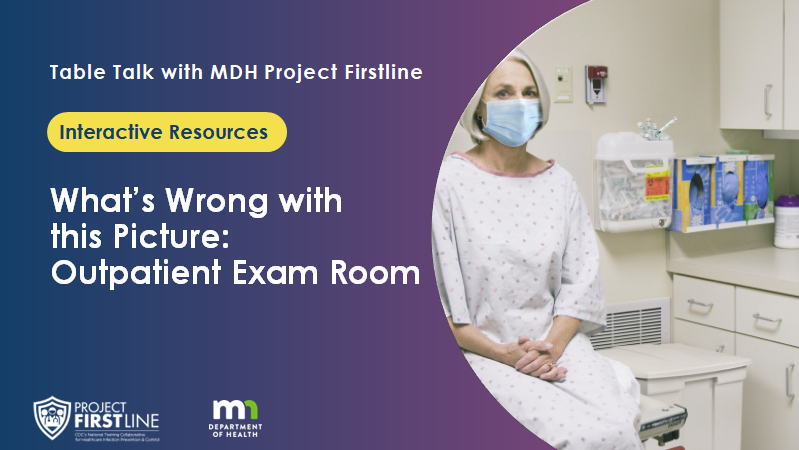 Table Talk with MDH Project Firstline
Interactive Resources
What's Wrong with
this Picture:
Outpatient Exam Room
PROJECT
FIRSTLINE
CDC's National Training Collaborative
for Healthcare Infection Prevention & Control
mn
DEPARTMENT
OF HEALTH